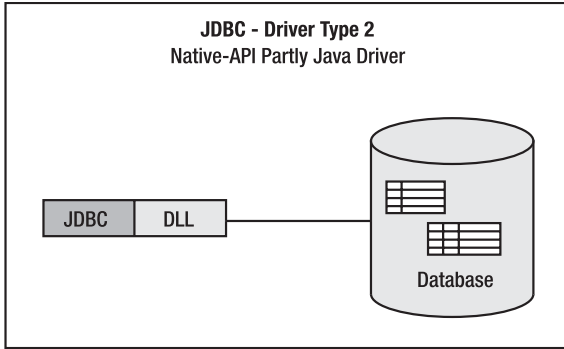 JDBC - Driver Type 2
Native-API Partly Java Driver
JDBC DLL
Database